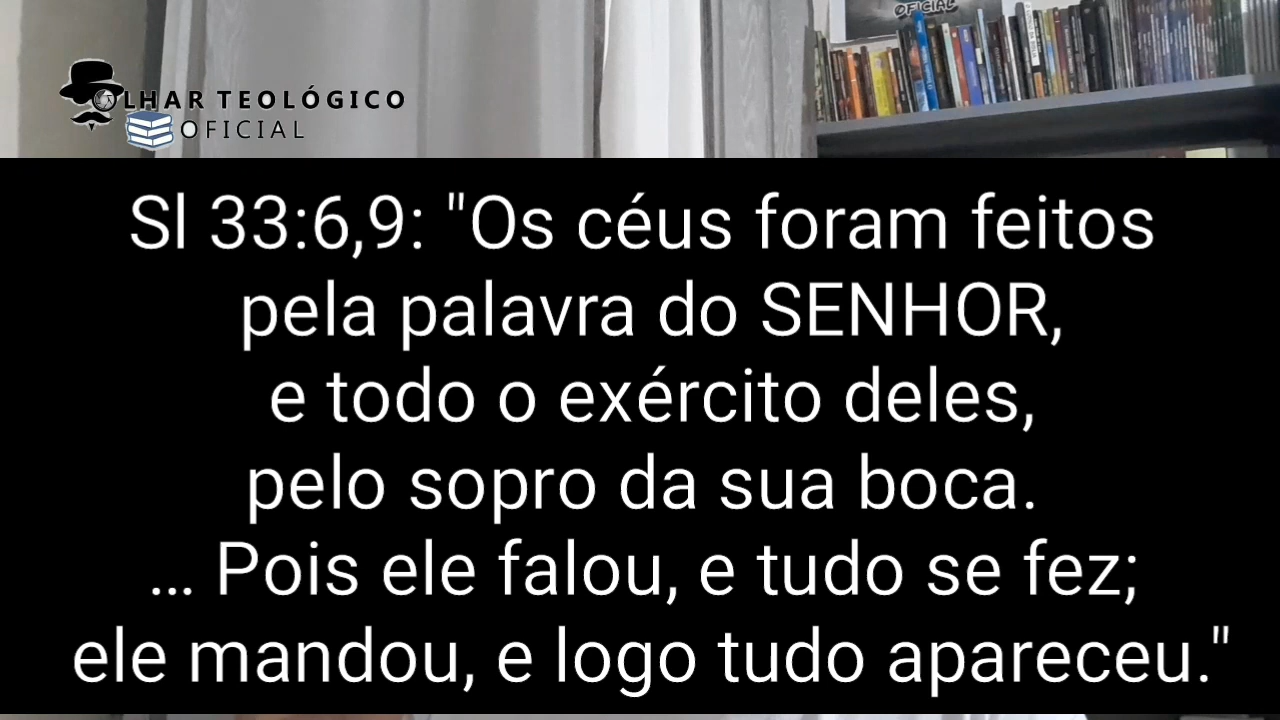 OFICIAL
OLHAR TEOLÓGICO
OFICIAL
Sl 33:6,9: "Os céus foram feitos
pela palavra do SENHOR,
e todo o exército deles,
pelo sopro da sua boca.
... Pois ele falou, e tudo se fez;
ele mandou, e logo tudo apareceu."